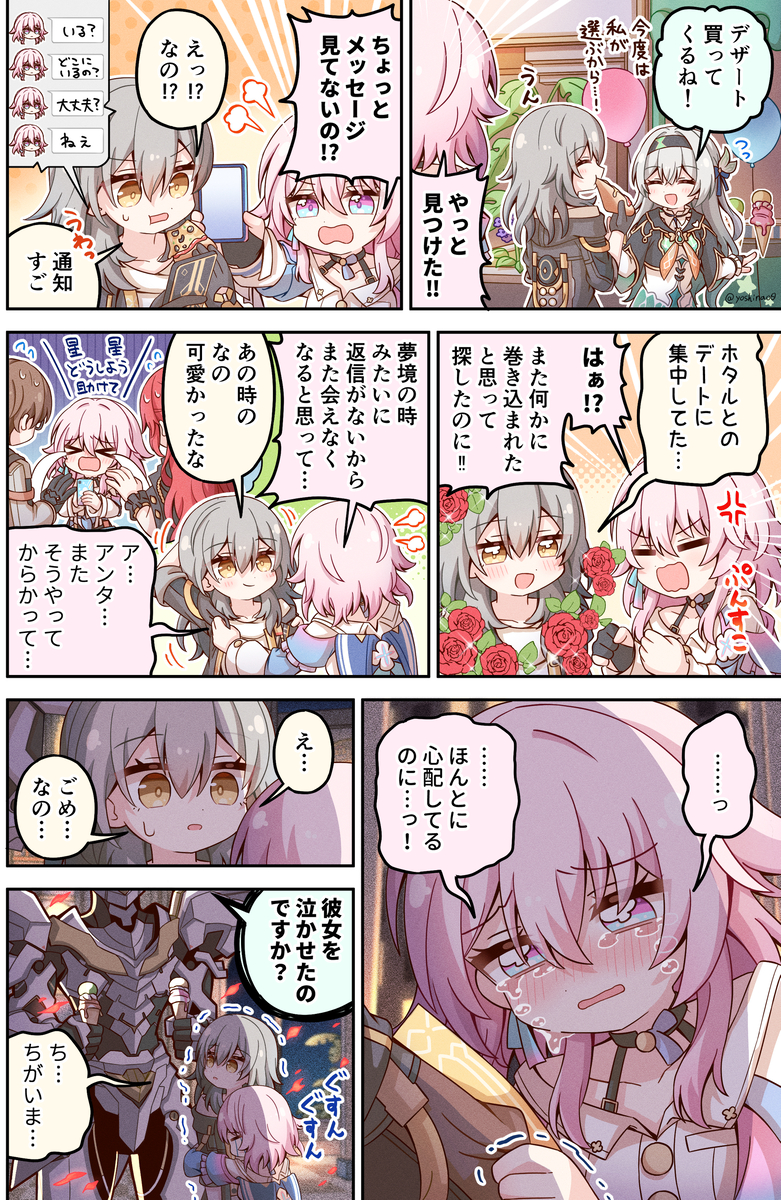 デザート
買って
くるね!
今度は
私が
選ぶから…!
うん
フフッ
やっと
見つけた!!
@yoskinao8
ちょっと
メッセージ
見てないの!?
えっ!?
なの!?
いる?
どこに
いるの?
大丈夫?
ねえ
うわっ
通知
すご
ホタルとの
デートに
集中してた…
はぁ!?
また何かに
巻き込まれた
と思って
探したのに!!
ぷんすこ
夢境の時
みたいに
返信がないから
また会えなく
なると思って…
あの時の
なの
可愛かったな
星 星
どうしよう
助けて
ア…
アンタ…
また
そうやって
からかって…
……っ
……
ほんとに
心配してる
のに…っ!
え…
ごめ…
なの…
彼女を
泣かせたの
ですか?
ち…
ちがいま…
ぐすん
ぐすん